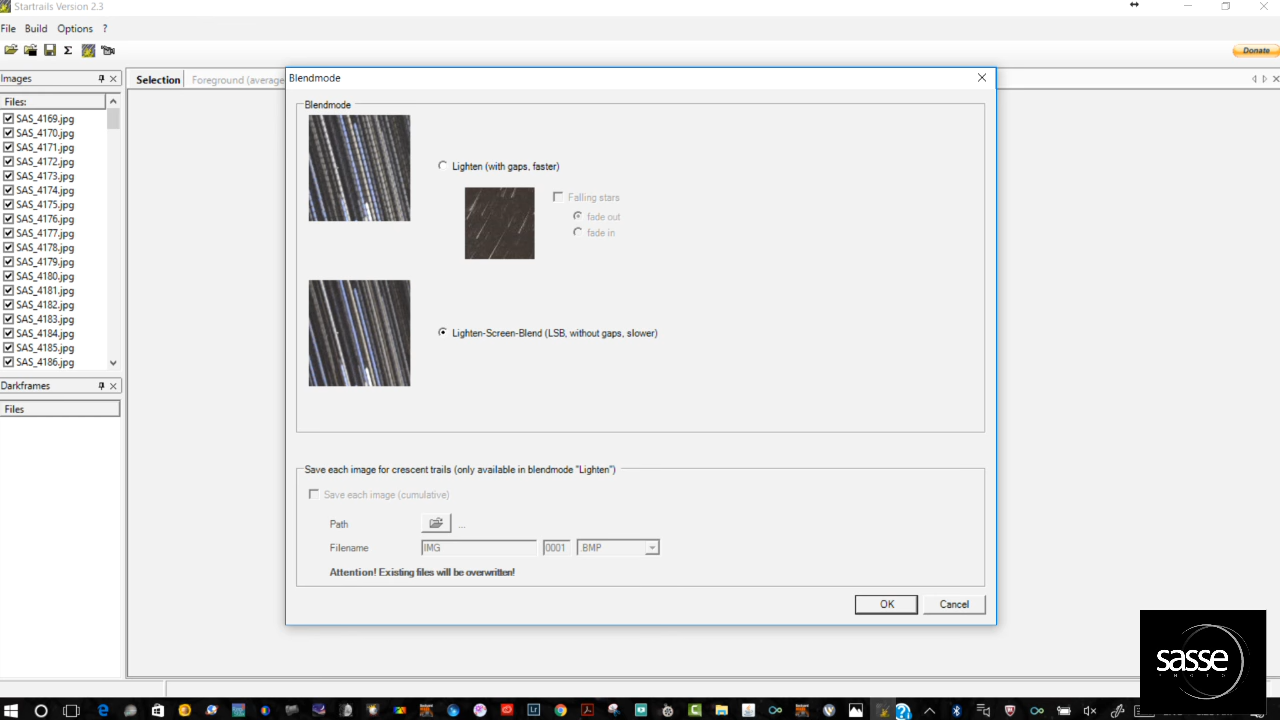 Startrails Version 2.3
File Build Options ?
Donate
Images
Selection
Foreground (average
Files:
SAS_4169.jpg
SAS_4170.jpg
SAS_4171.jpg
SAS_4172.jpg
SAS_4173.jpg
SAS_4174.jpg
SAS_4175.jpg
SAS_4176.jpg
SAS_4177.jpg
SAS_4178.jpg
SAS_4179.jpg
SAS_4180.jpg
SAS_4181.jpg
SAS_4182.jpg
SAS_4183.jpg
SAS_4184.jpg
SAS_4185.jpg
SAS_4186.jpg
Darkframes
Files
Blendmode
Blendmode
Lighten (with gaps, faster)
Falling stars
fade out
fade in
Lighten-Screen-Blend (LSB, without gaps, slower)
Save each image for crescent trails (only available in blendmode "Lighten")
Save each image (cumulative)
Path ...
Filename IMG 0001 .BMP
Attention! Existing files will be overwritten!
OK Cancel
sasse
PHOTO